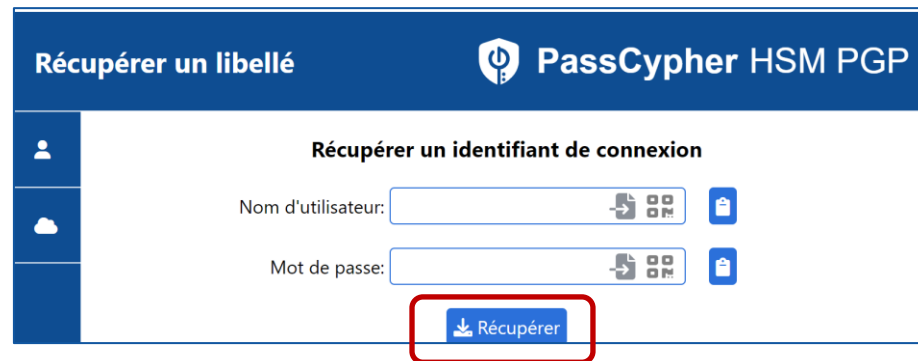 Récupérer un libellé
PassCypher HSM PGP
Récupérer un identifiant de connexion
Nom d'utilisateur:
Mot de passe:
Récupérer